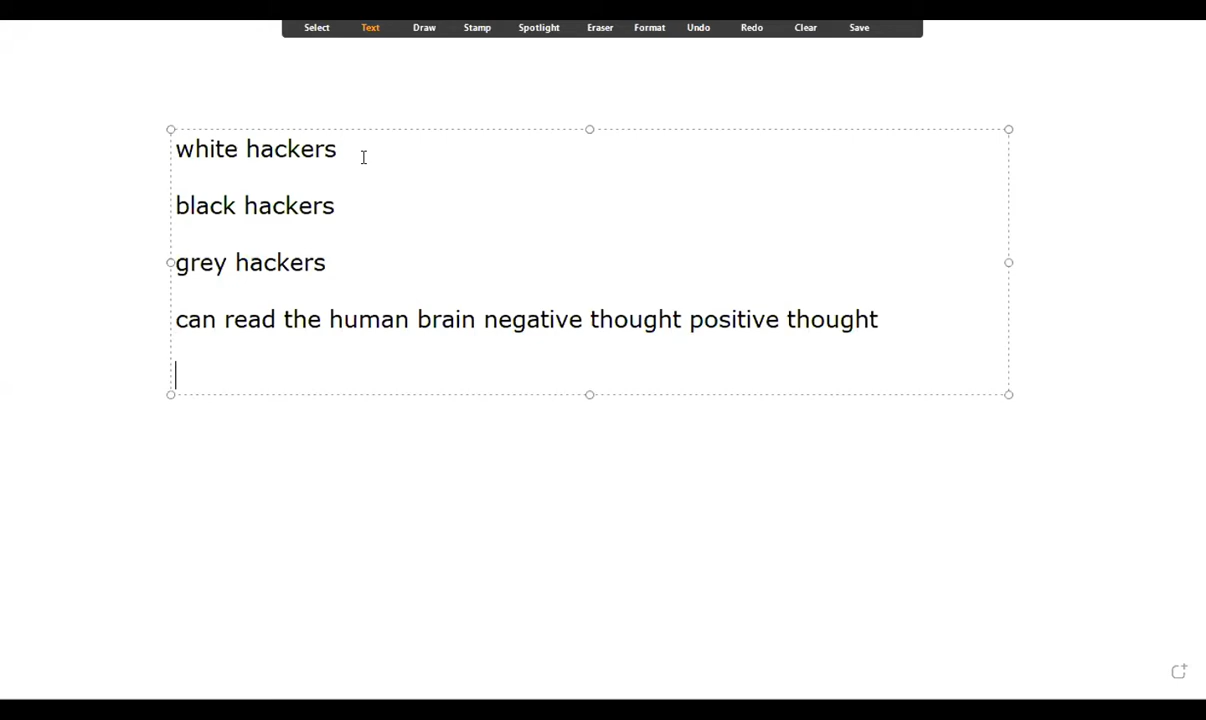 Select Text Draw Stamp Spotlight Eraser Format Undo Redo Clear Save
white hackers
black hackers
grey hackers
can read the human brain negative thought positive thought